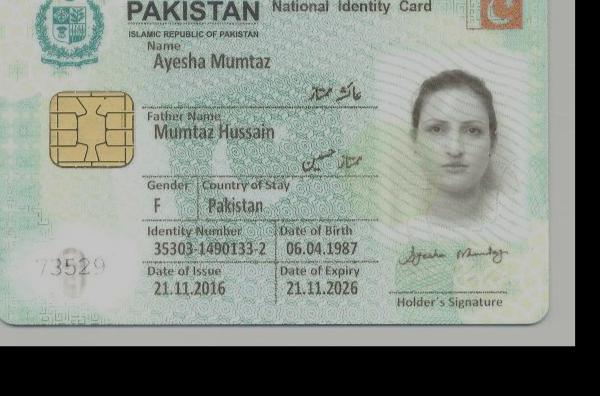 PAKISTAN National Identity Card
ISLAMIC REPUBLIC OF PAKISTAN
Name
Ayesha Mumtaz
عائشہ ممتاز
Father Name
Mumtaz Hussain
ممتاز حسین
Gender Country of Stay
F Pakistan
Identity Number Date of Birth
35303-1490133-2 06.04.1987
73529
Date of Issue Date of Expiry
21.11.2016 21.11.2026
Ayesha Mumtaz
Holder's Signature